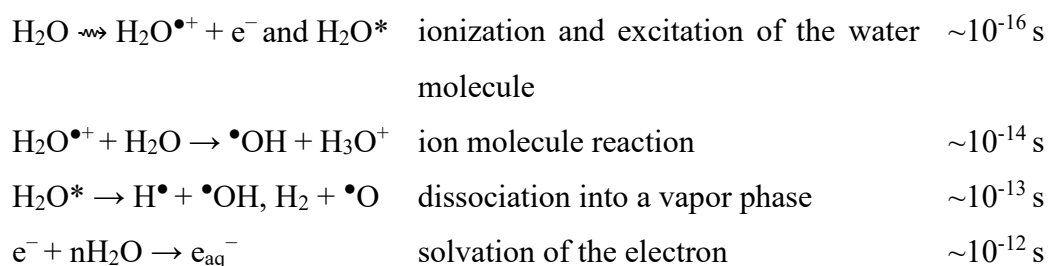 H₂O ⇝ H₂O•⁺ + e⁻ and H₂O* ionization and excitation of the water ~10⁻¹⁶ s
molecule
H₂O•⁺ + H₂O → •OH + H₃O⁺ ion molecule reaction ~10⁻¹⁴ s
H₂O* → H• + •OH, H₂ + •O dissociation into a vapor phase ~10⁻¹³ s
e⁻ + nH₂O → eₐq⁻ solvation of the electron ~10⁻¹² s